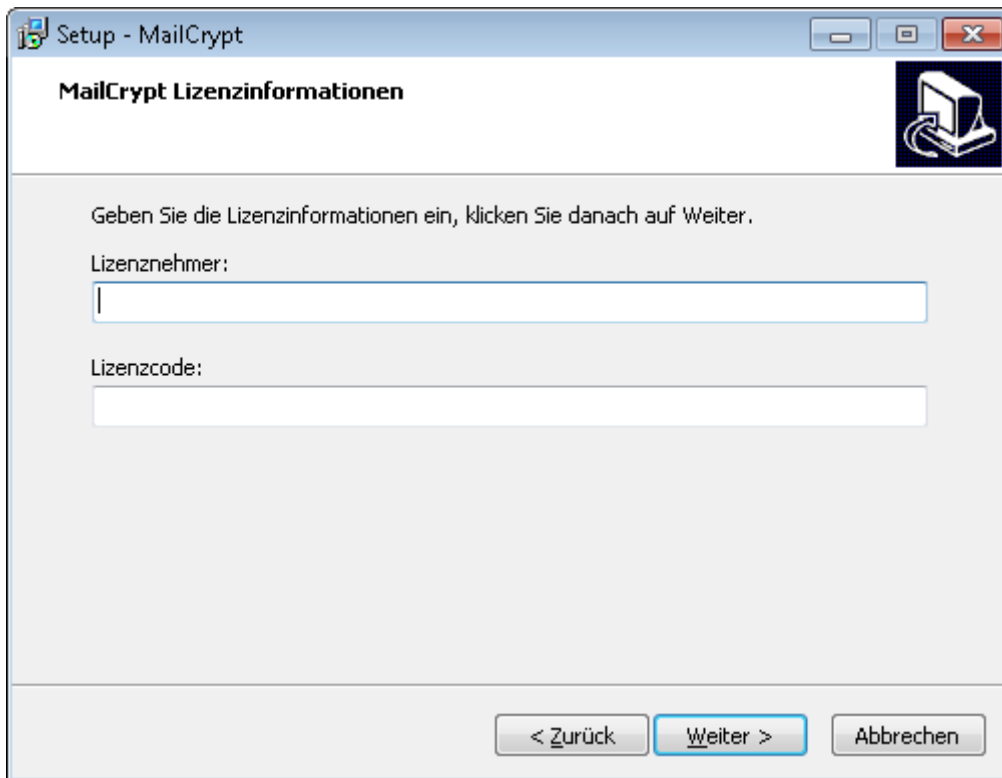 Setup - MailCrypt
MailCrypt Lizenzinformationen
Geben Sie die Lizenzinformationen ein, klicken Sie danach auf Weiter.
Lizenznehmer:
Lizenzcode:
< Zurück
Weiter >
Abbrechen